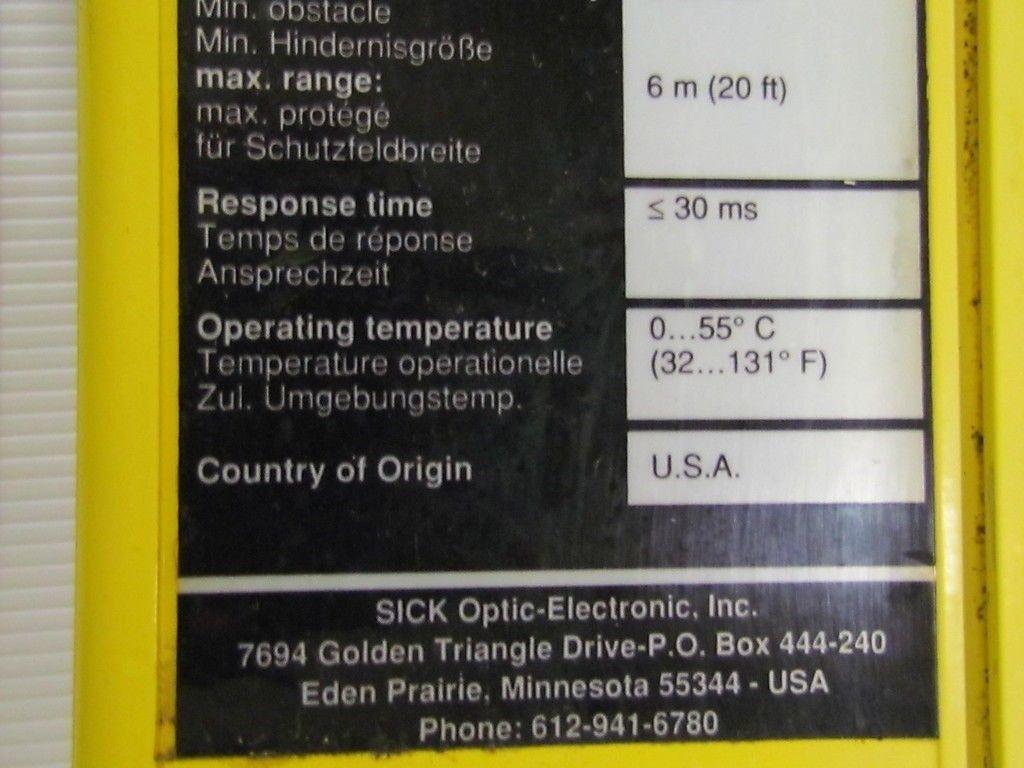 Min. obstacle
Min. Hindernisgröße
max. range:
6 m (20 ft)
max. protégé
für Schutzfeldbreite
Response time
≤ 30 ms
Temps de réponse
Ansprechzeit
Operating temperature
0...55° C
Temperature operationelle
(32...131° F)
Zul. Umgebungstemp.
Country of Origin
U.S.A.
SICK Optic-Electronic, Inc.
7694 Golden Triangle Drive-P.O. Box 444-240
Eden Prairie, Minnesota 55344 - USA
Phone: 612-941-6780